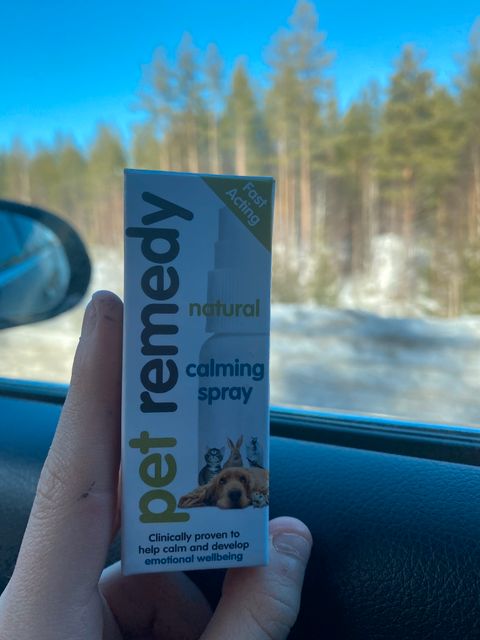 Fast
Acting
pet remedy
natural
calming
spray
Clinically proven to
help calm and develop
emotional wellbeing